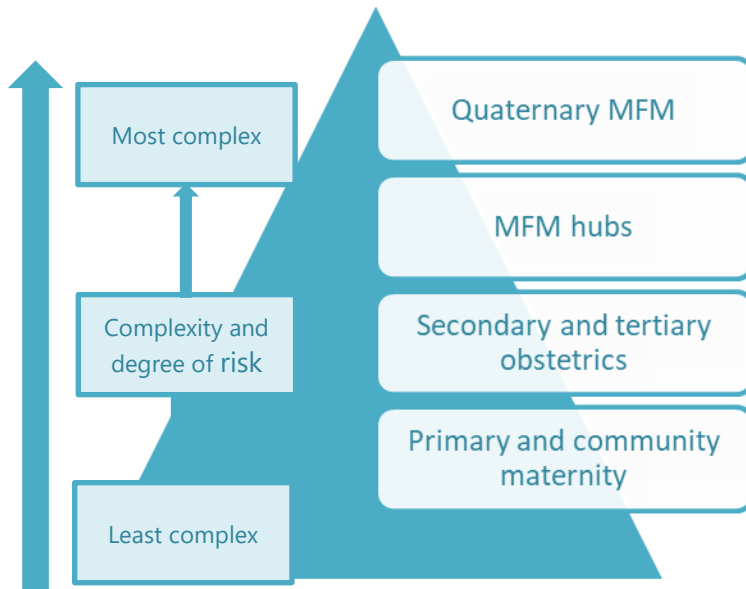 Most complex
Quaternary MFM
MFM hubs
Complexity and
degree of risk
Secondary and tertiary
obstetrics
Primary and community
maternity
Least complex